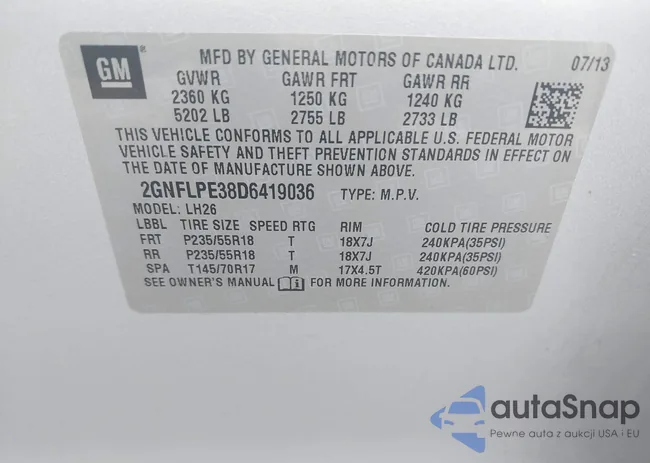 GM
MFD BY GENERAL MOTORS OF CANADA LTD. 07/13
GVWR GAWR FRT GAWR RR
2360 KG 1250 KG 1240 KG
5202 LB 2755 LB 2733 LB
THIS VEHICLE CONFORMS TO ALL APPLICABLE U.S. FEDERAL MOTOR
VEHICLE SAFETY AND THEFT PREVENTION STANDARDS IN EFFECT ON
THE DATE OF MANUFACTURE SHOWN ABOVE.
2GNFLPE38D6419036 TYPE: M.P.V.
MODEL: LH26
LBBL TIRE SIZE SPEED RTG RIM COLD TIRE PRESSURE
FRT P235/55R18 T 18X7J 240KPA(35PSI)
RR P235/55R18 T 18X7J 240KPA(35PSI)
SPA T145/70R17 M 17X4.5T 420KPA(60PSI)
SEE OWNER'S MANUAL FOR MORE INFORMATION.
autaSnap
Pewne auta z aukcji USA i EU